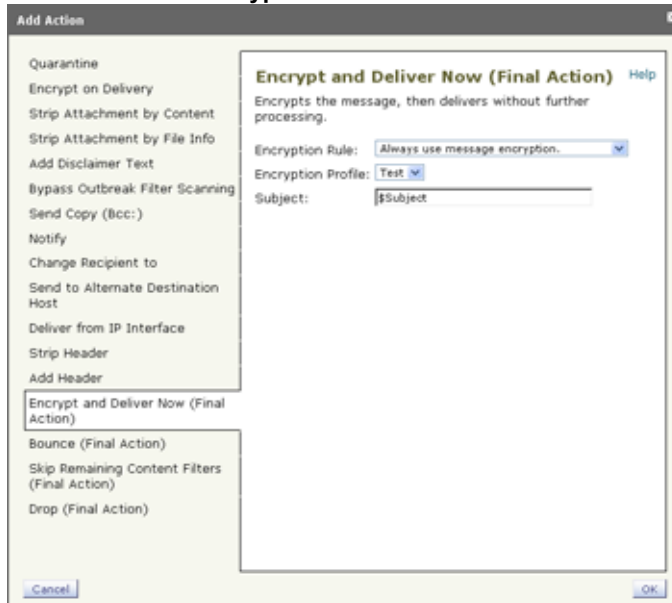 Add Action
Quarantine
Encrypt on Delivery
Strip Attachment by Content
Strip Attachment by File Info
Add Disclaimer Text
Bypass Outbreak Filter Scanning
Send Copy (Bcc:)
Notify
Change Recipient to
Send to Alternate Destination
Host
Deliver from IP Interface
Strip Header
Add Header
Encrypt and Deliver Now (Final
Action)
Bounce (Final Action)
Skip Remaining Content Filters
(Final Action)
Drop (Final Action)
Encrypt and Deliver Now (Final Action) Help
Encrypts the message, then delivers without further
processing.
Encryption Rule: Always use message encryption.
Encryption Profile: Test
Subject: $Subject
Cancel OK